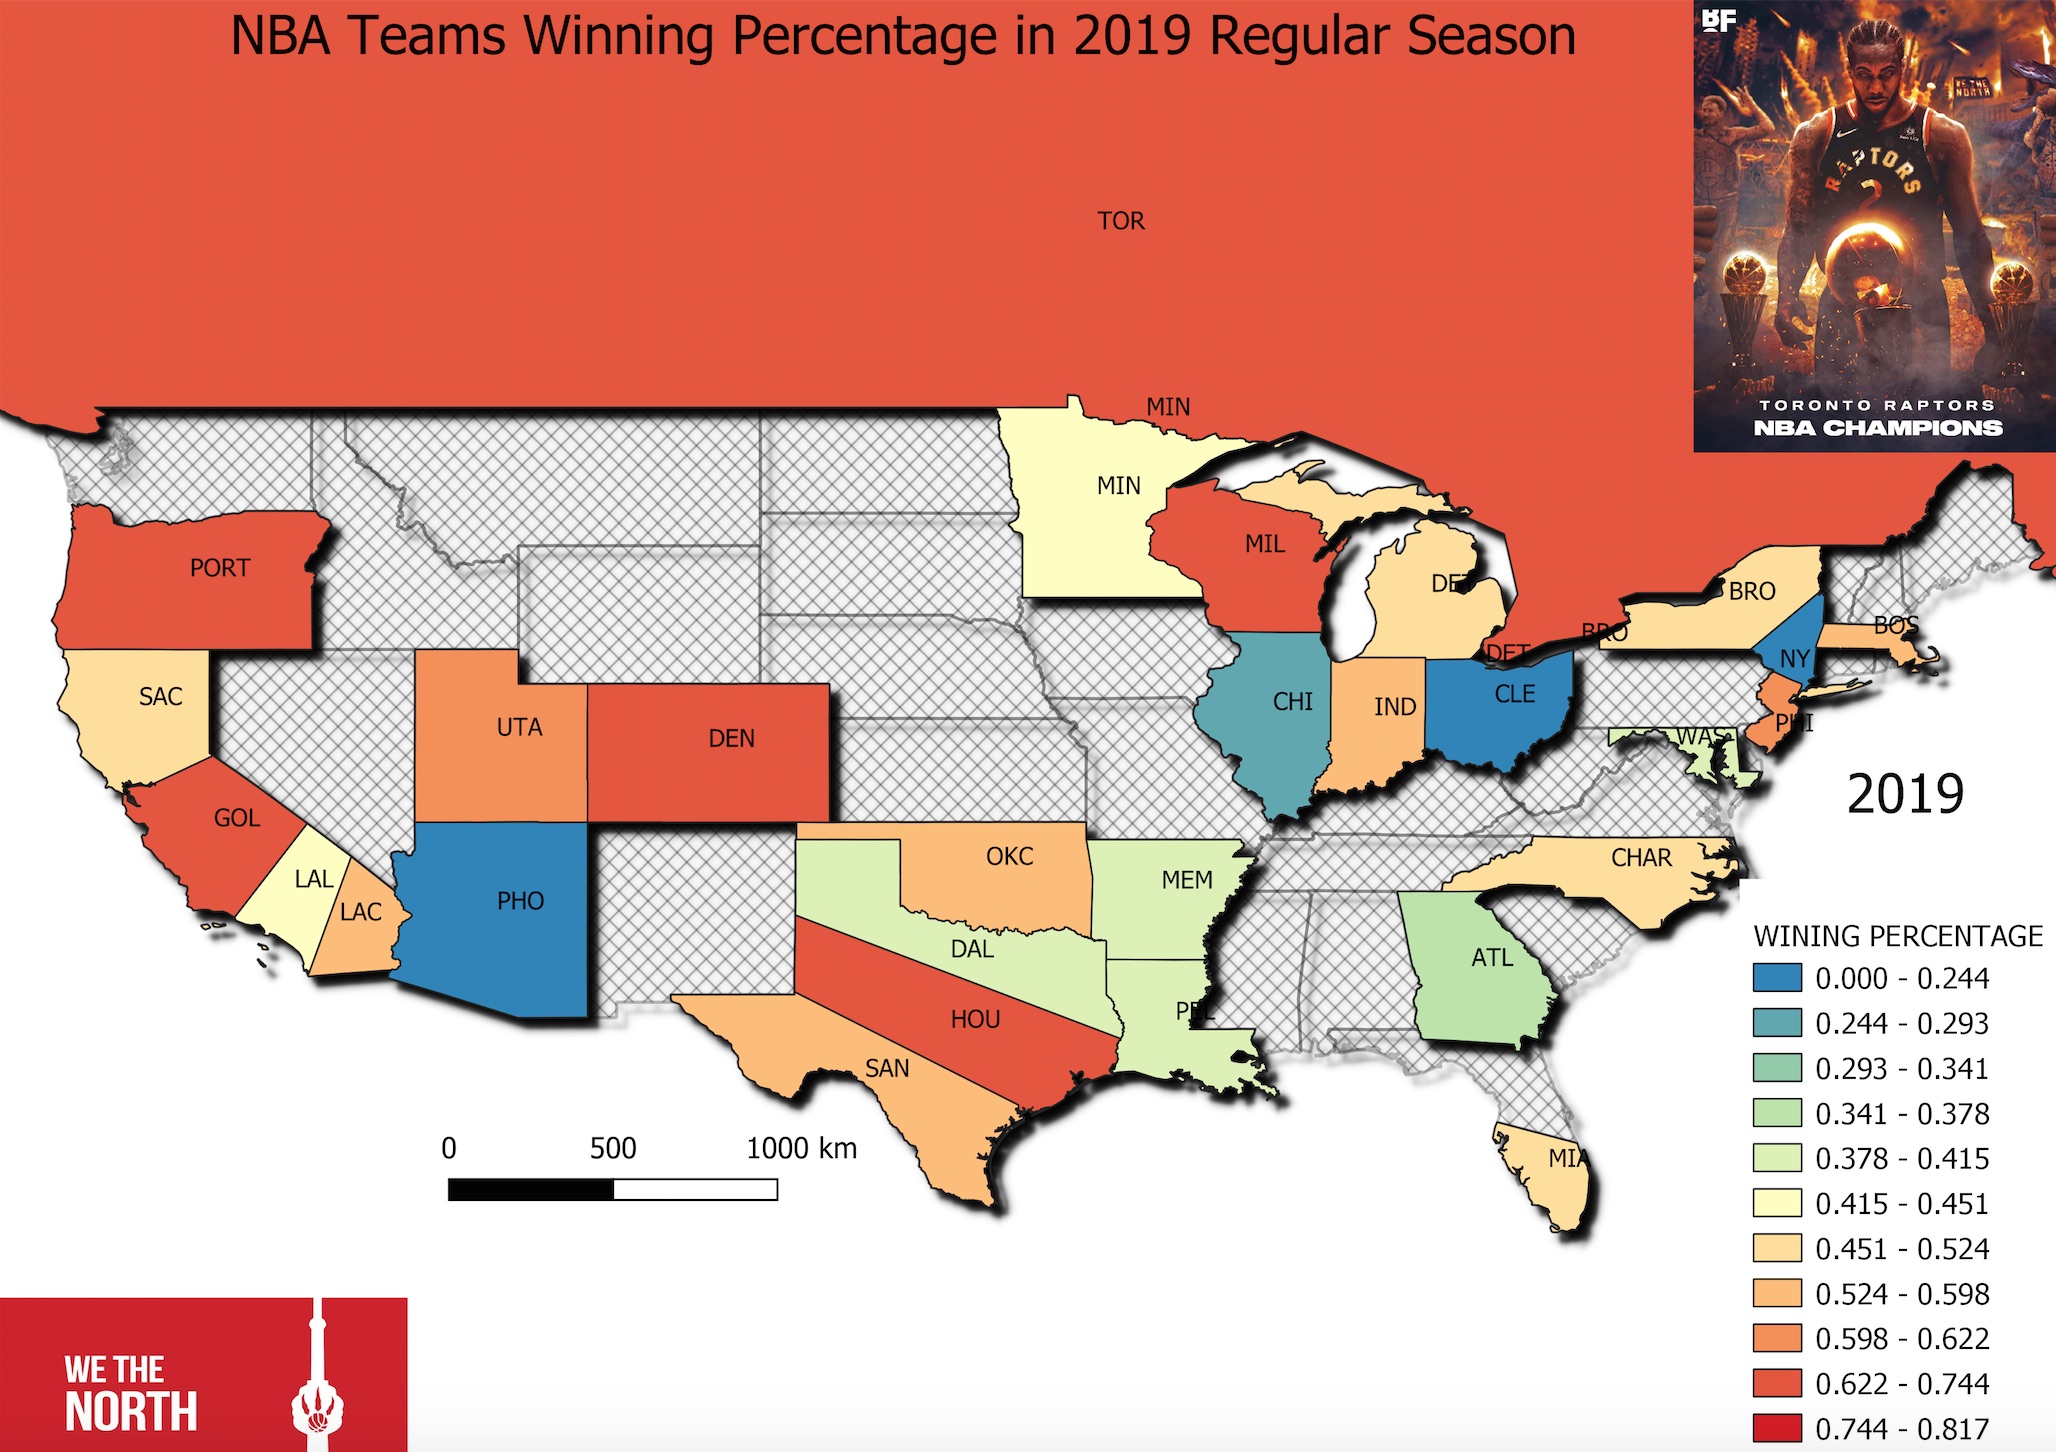 NBA Teams Winning Percentage in 2019 Regular Season
BF
WE THE
NORTH
RAPTORS
2
TORONTO RAPTORS
NBA CHAMPIONS
TOR
MIN
MIN
PORT
MIL
DET
BRO
BRO
BOS
DET
NY
SAC
CHI
IND
CLE
UTA
DEN
PHI
WAS
2019
GOL
OKC
CHAR
LAL
MEM
LAC
PHO
DAL
ATL
PEL
HOU
SAN
MIA
0 500 1000 km
WINING PERCENTAGE
0.000 - 0.244
0.244 - 0.293
0.293 - 0.341
0.341 - 0.378
0.378 - 0.415
0.415 - 0.451
0.451 - 0.524
0.524 - 0.598
0.598 - 0.622
0.622 - 0.744
0.744 - 0.817
WE THE
NORTH